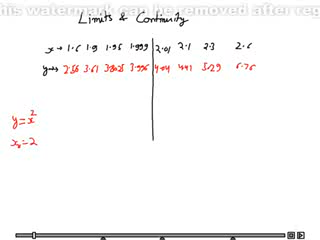 his watermark can be removed after reg
Limits & Continuity
x → 1.6 1.9 1.95 1.999 2.01 2.1 2.3 2.6
y → 2.56 3.61 3.8025 3.996 4.04 4.41 5.29 6.76
y = x²
x₀ = 2